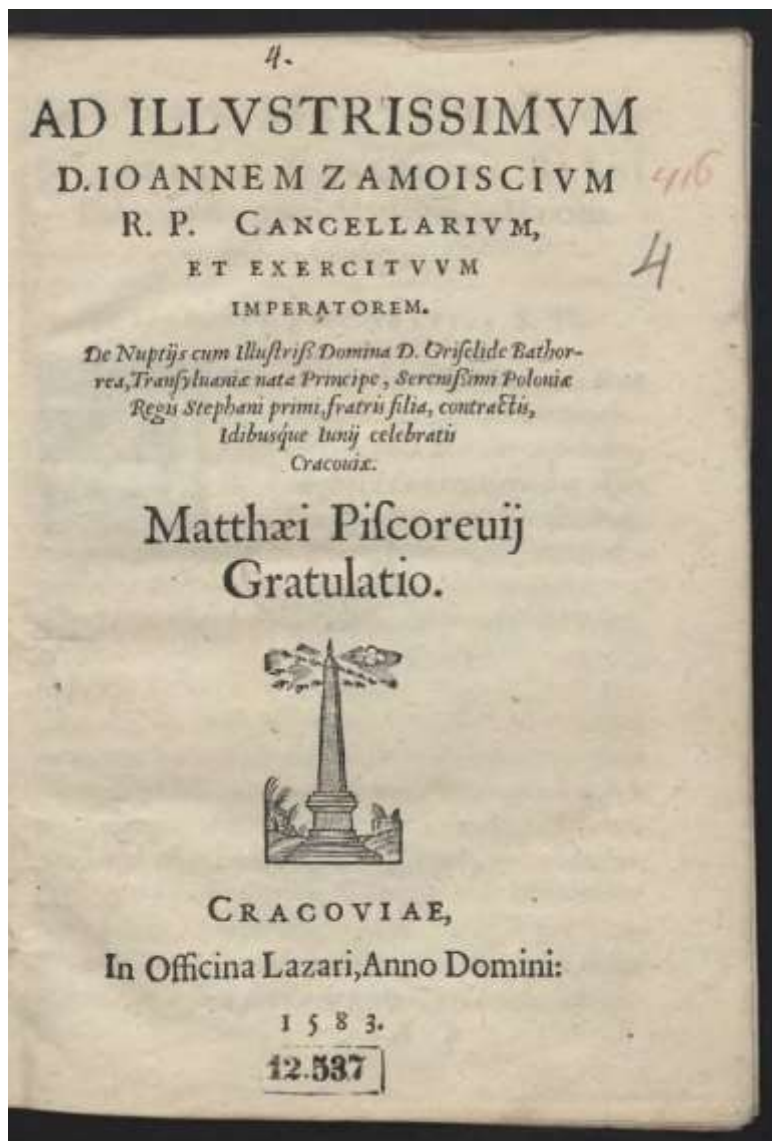 4.
AD ILLVSTRISSIMVM
D. IOANNEM ZAMOISCIVM
416
R. P. CANCELLARIVM,
4
ET EXERCITVVM
IMPERATOREM.
De Nuptijs cum Illuſtriſſ Domina D. Griſelide Bathor-
rea, Tranſyluaniæ nata Principe, Sereniſſimi Poloniæ
Regis Stephani primi, fratris filia, contractis,
Idibusq́ue Iunij celebratis
Cracouiæ.
Matthæi Piſcoreuij
Gratulatio.
CRACOVIAE,
In Officina Lazari, Anno Domini:
1583.
12.537